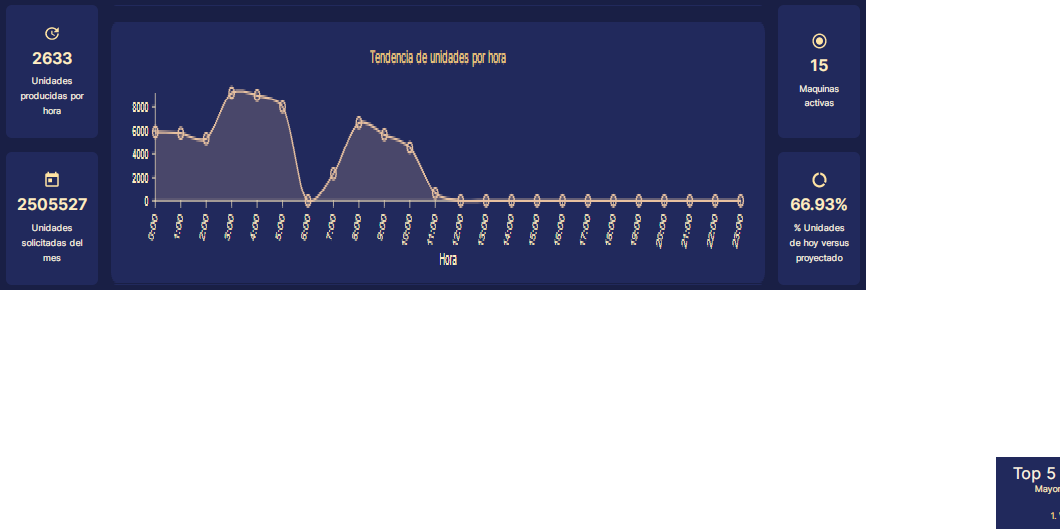 2633
Unidades
producidas por
hora
2505527
Unidades
solicitadas del
mes
Tendencia de unidades por hora
8000
6000
4000
2000
0
0:00 1:00 2:00 3:00 4:00 5:00 6:00 7:00 8:00 9:00 10:00 11:00 12:00 13:00 14:00 15:00 16:00 17:00 18:00 19:00 20:00 21:00 22:00 23:00
Hora
15
Maquinas
activas
66.93%
% Unidades
de hoy versus
proyectado
Top 5
Mayor
1.